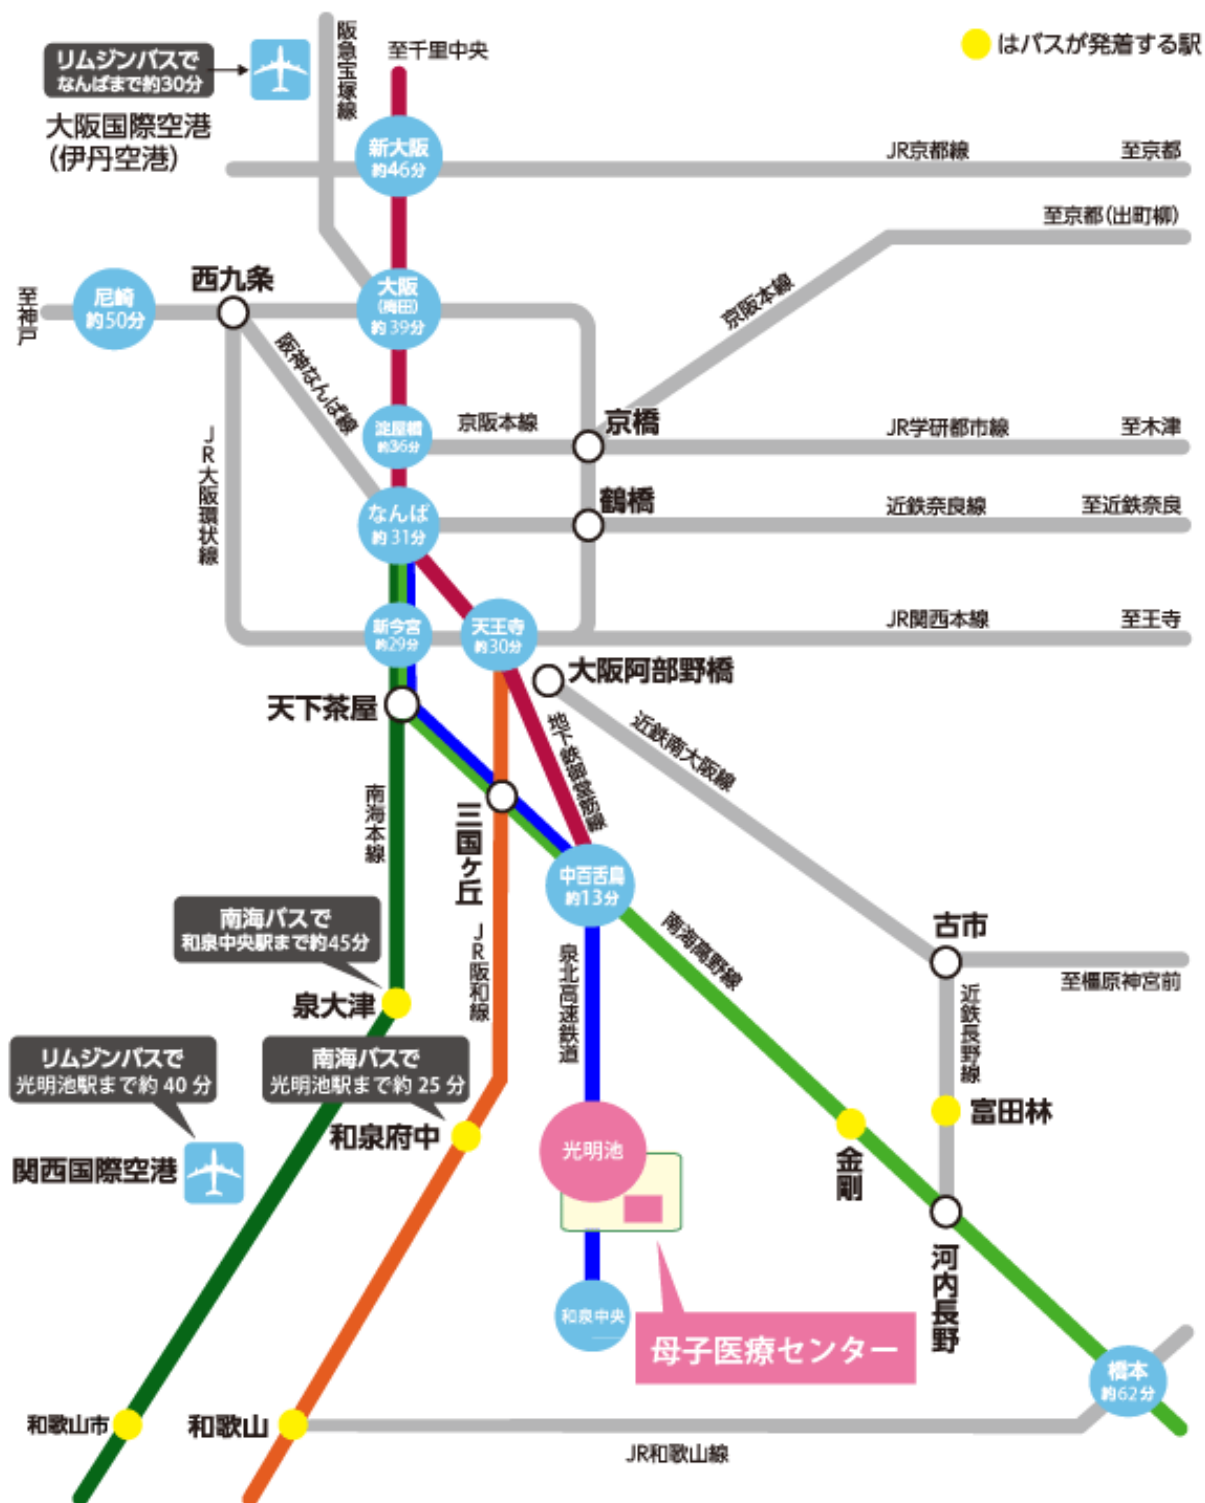 はバスが発着する駅
リムジンバスで
なんばまで約30分
大阪国際空港
(伊丹空港)
阪急宝塚線
至千里中央
新大阪
約46分
JR京都線
至京都
至京都(出町柳)
西九条
尼崎
約50分
至神戸
大阪
(梅田)
約39分
京阪本線
阪神なんば線
淀屋橋
約36分
京阪本線
京橋
JR学研都市線
至木津
JR大阪環状線
なんば
約31分
鶴橋
近鉄奈良線
至近鉄奈良
新今宮
約29分
天王寺
約30分
JR関西本線
至王寺
大阪阿部野橋
天下茶屋
地下鉄御堂筋線
近鉄南大阪線
南海本線
三国ヶ丘
中百舌鳥
約13分
南海バスで
和泉中央駅まで約45分
JR阪和線
泉北高速鉄道
南海高野線
古市
至橿原神宮前
泉大津
近鉄長野線
リムジンバスで
光明池駅まで約40分
南海バスで
光明池駅まで約25分
関西国際空港
和泉府中
光明池
金剛
富田林
河内長野
和泉中央
母子医療センター
橋本
約62分
和歌山市
和歌山
JR和歌山線